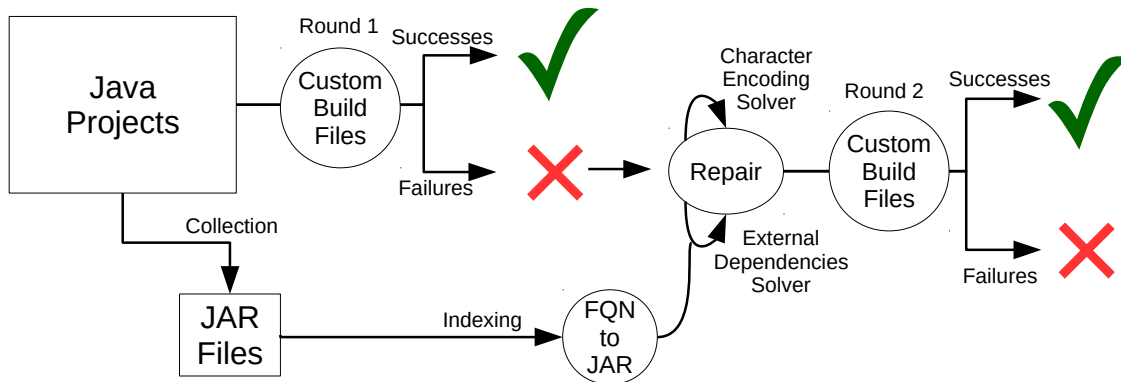 Java
Projects
Round 1
Custom
Build
Files
Successes
Failures
Character
Encoding
Solver
Repair
External
Dependencies
Solver
Round 2
Custom
Build
Files
Successes
Failures
Collection
JAR
Files
Indexing
FQN
to
JAR